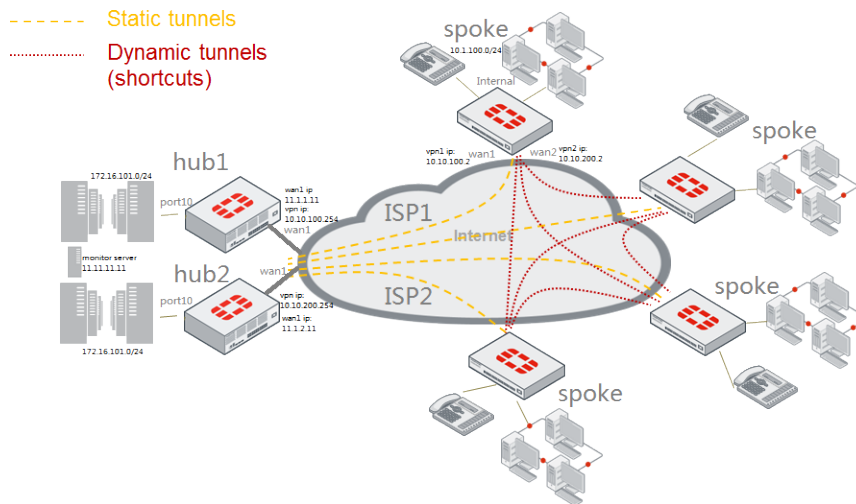 Static tunnels
Dynamic tunnels
(shortcuts)
spoke
10.1.100.0/24
Internal
vpn1 ip:
10.10.100.2
wan1
wan2
vpn2 ip:
10.10.200.2
spoke
hub1
172.16.101.0/24
port10
wan1 ip
11.1.1.11
vpn ip:
10.10.100.254
wan1
ISP1
Internet
monitor server
11.11.11.11
hub2
wan1
port10
vpn ip:
10.10.200.254
wan1 ip:
11.1.2.11
172.16.101.0/24
ISP2
spoke
spoke